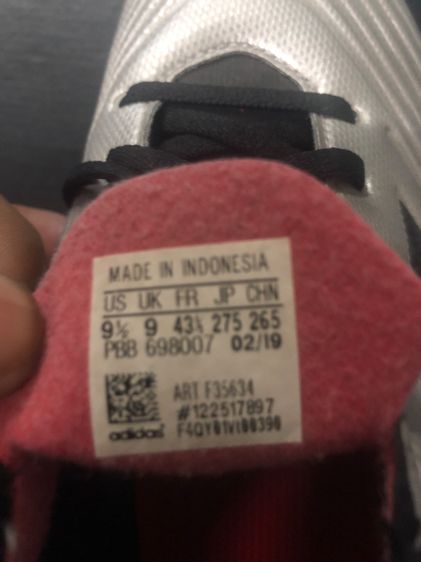 MADE IN INDONESIA
US UK FR JP CHN
9½ 9 43⅓ 275 265
PBB 698007 02/19
ART F35634
#122517897
adidas F4QY01VI00390